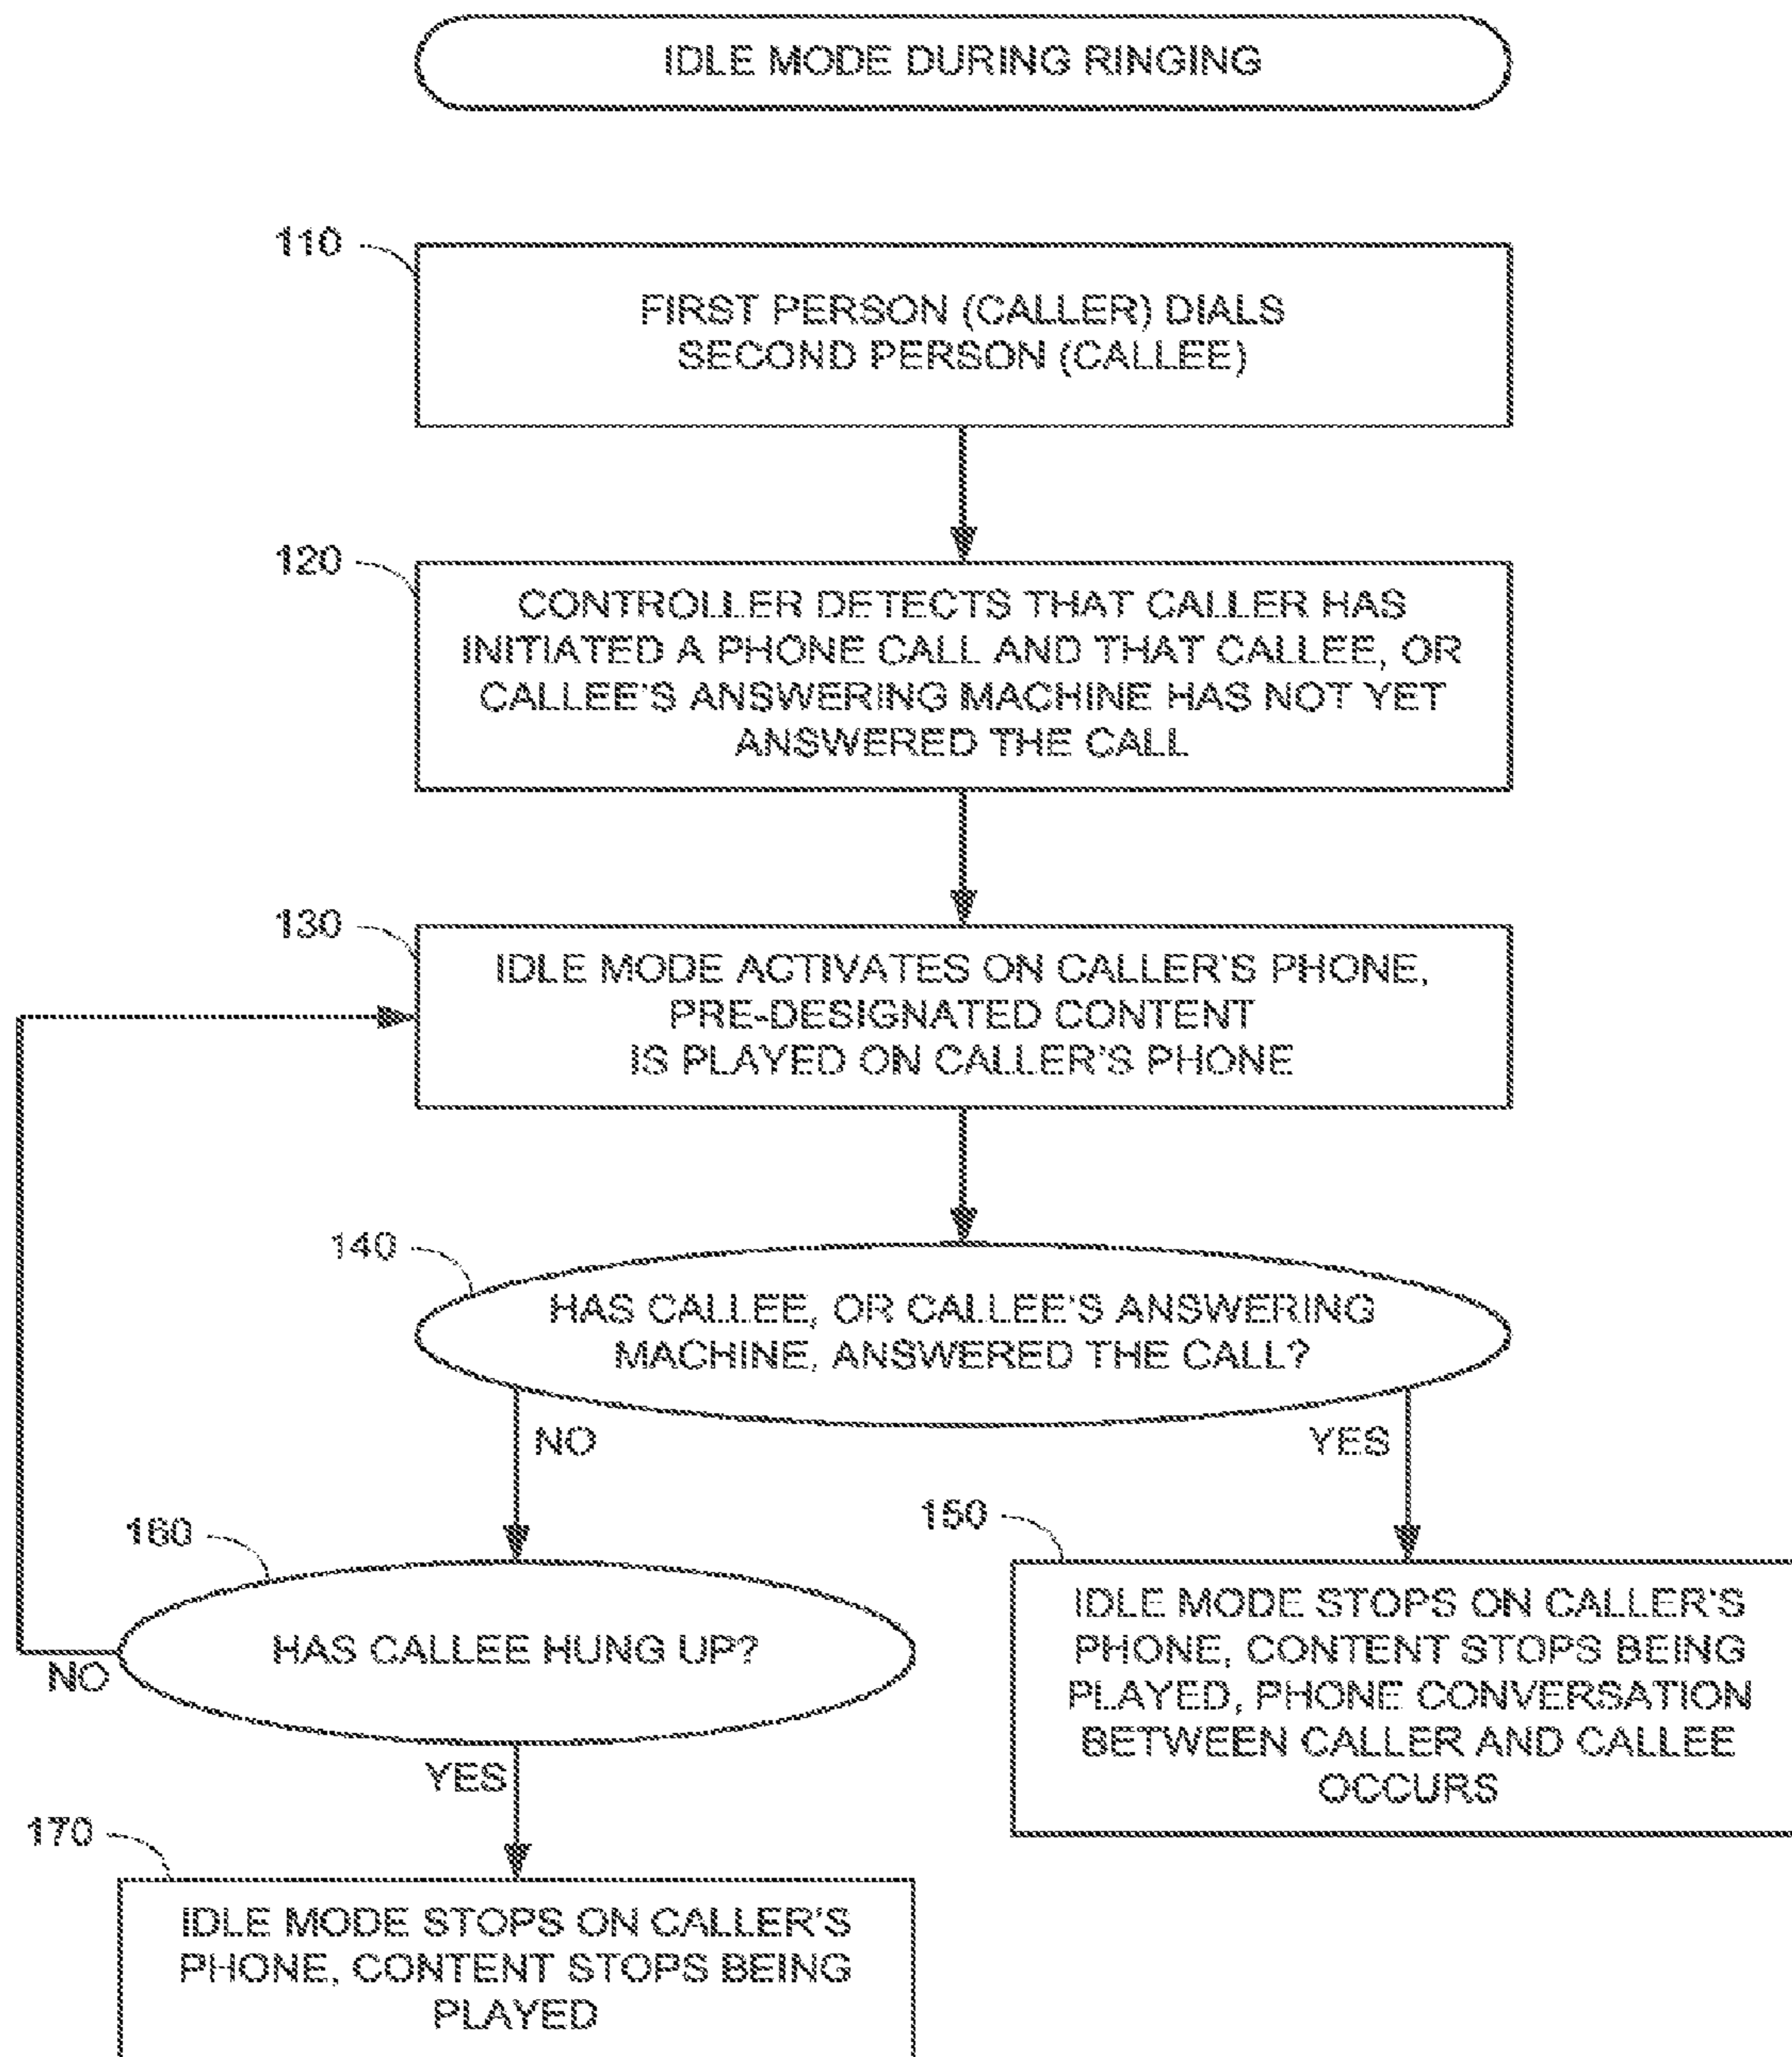 IDLE MODE DURING RINGING
110
FIRST PERSON (CALLER) DIALS
SECOND PERSON (CALLEE)
120
CONTROLLER DETECTS THAT CALLER HAS
INITIATED A PHONE CALL AND THAT CALLEE, OR
CALLEE'S ANSWERING MACHINE HAS NOT YET
ANSWERED THE CALL
130
IDLE MODE ACTIVATES ON CALLER'S PHONE,
PRE-DESIGNATED CONTENT
IS PLAYED ON CALLER'S PHONE
140
HAS CALLEE, OR CALLEE'S ANSWERING
MACHINE, ANSWERED THE CALL?
NO
YES
160
HAS CALLEE HUNG UP?
NO
YES
150
IDLE MODE STOPS ON CALLER'S
PHONE, CONTENT STOPS BEING
PLAYED, PHONE CONVERSATION
BETWEEN CALLER AND CALLEE
OCCURS
170
IDLE MODE STOPS ON CALLER'S
PHONE, CONTENT STOPS BEING
PLAYED